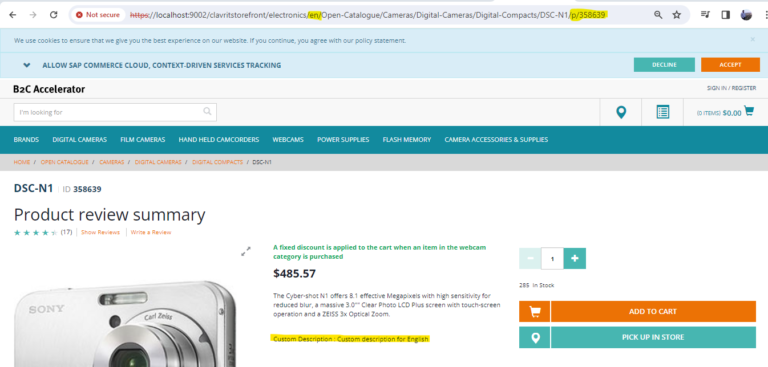 Not secure https://localhost:9002/clavritstorefront/electronics/en/Open-Catalogue/Cameras/Digital-Cameras/Digital-Compacts/DSC-N1/p/358639
We use cookies to ensure that we give you the best experience on our website. If you continue, you agree with our policy statement.
ALLOW SAP COMMERCE CLOUD, CONTEXT-DRIVEN SERVICES TRACKING DECLINE ACCEPT
B2C Accelerator SIGN IN / REGISTER
I'm looking for (0 ITEMS) $0.00
BRANDS DIGITAL CAMERAS FILM CAMERAS HAND HELD CAMCORDERS WEBCAMS POWER SUPPLIES FLASH MEMORY CAMERA ACCESSORIES & SUPPLIES
HOME / OPEN CATALOGUE / CAMERAS / DIGITAL CAMERAS / DIGITAL COMPACTS / DSC-N1
DSC-N1 | ID 358639
Product review summary
(17) | Show Reviews | Write a Review
A fixed discount is applied to the cart when an item in the webcam
category is purchased
$485.57
The Cyber-shot N1 offers 8.1 effective Megapixels with high sensitivity for
reduced blur, a massive 3.0"" Clear Photo LCD Plus screen with touch-screen
operation and a ZEISS 3x Optical Zoom.
Custom Description : Custom description for English
− 1 +
285 In Stock
ADD TO CART
PICK UP IN STORE
SONY
Carl Zeiss